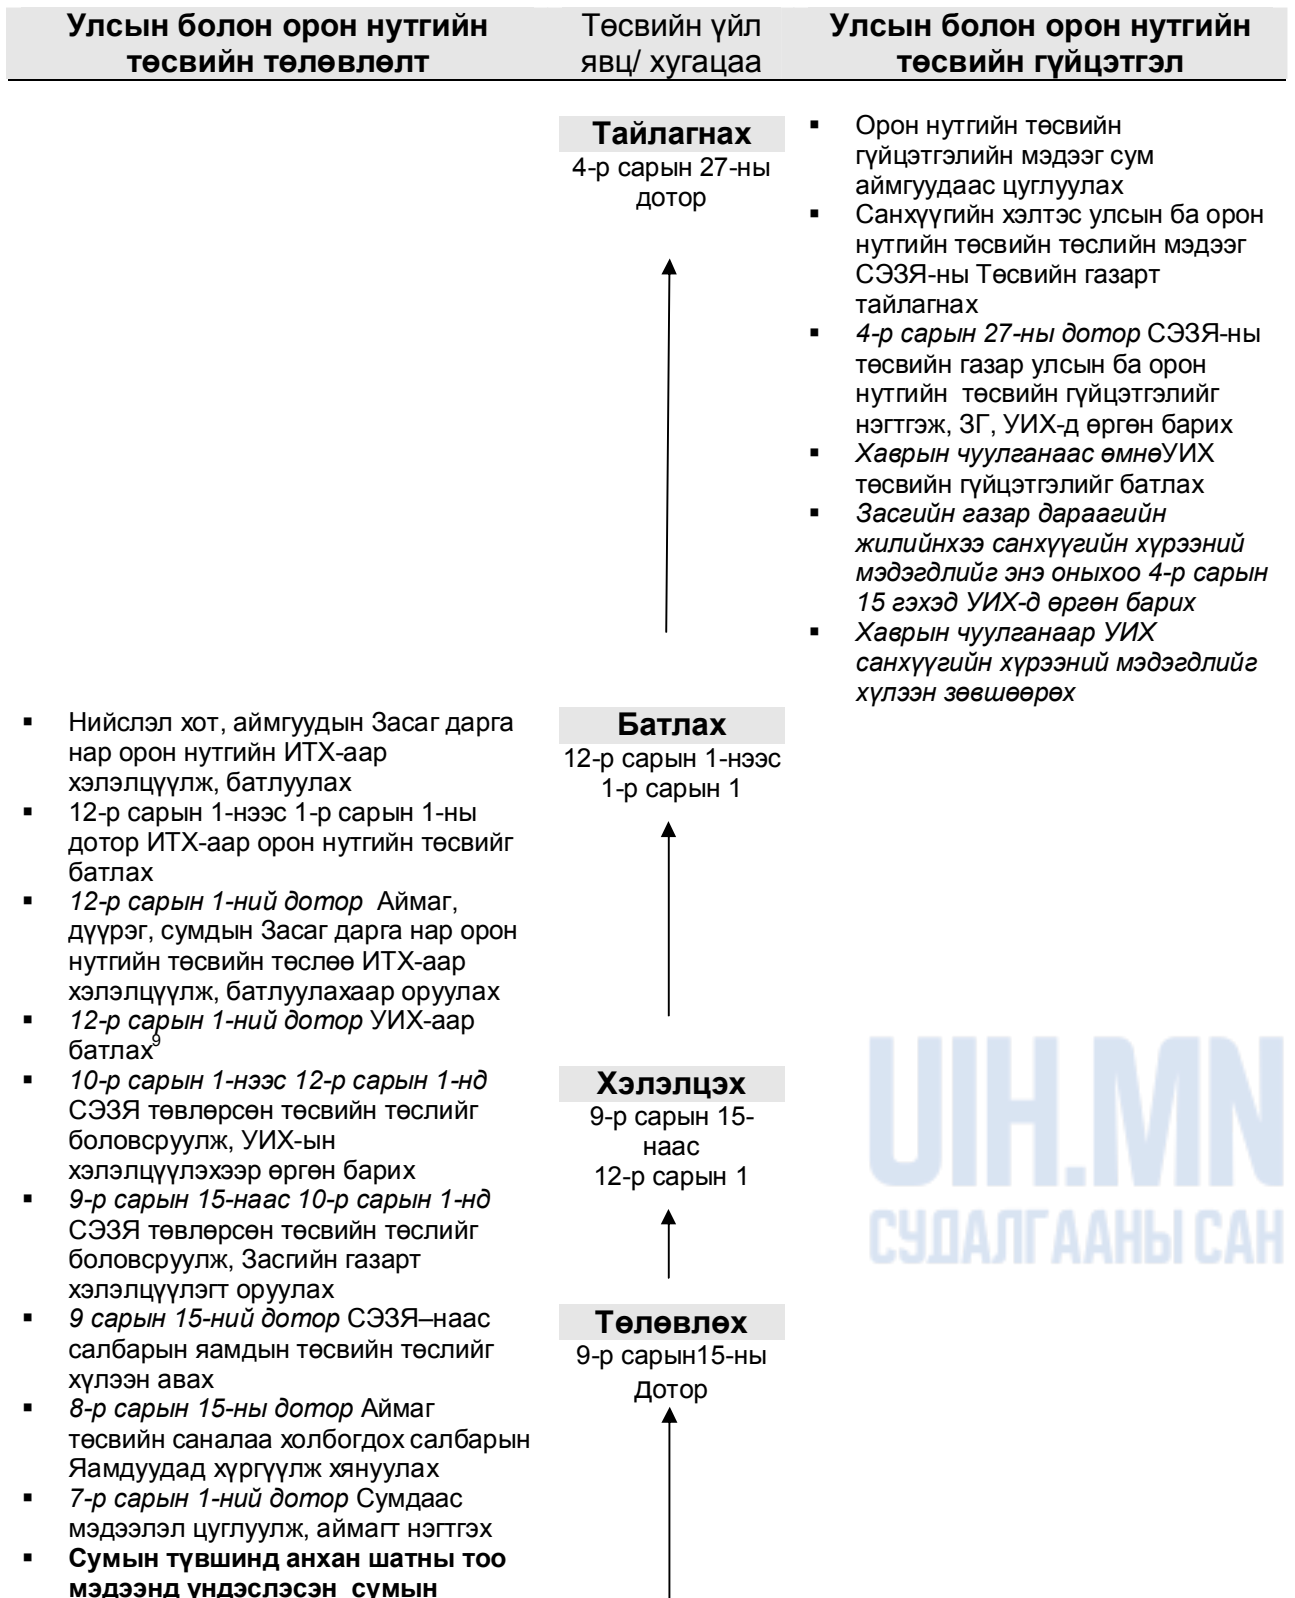 Улсын болон орон нутгийн
төсвийн төлөвлөлт
Төсвийн үйл
явц/ хугацаа
Улсын болон орон нутгийн
төсвийн гүйцэтгэл
Тайлагнах
4-р сарын 27-ны
дотор
▪ Орон нутгийн төсвийн
гүйцэтгэлийн мэдээг сум
аймгуудаас цуглуулах
▪ Санхүүгийн хэлтэс улсын ба орон
нутгийн төсвийн төслийн мэдээг
СЭЗЯ-ны Төсвийн газарт
тайлагнах
▪ 4-р сарын 27-ны дотор СЭЗЯ-ны
төсвийн газар улсын ба орон
нутгийн төсвийн гүйцэтгэлийг
нэгтгэж, ЗГ, УИХ-д өргөн барих
▪ Хаврын чуулганаас өмнөУИХ
төсвийн гүйцэтгэлийг батлах
▪ Засгийн газар дараагийн
жилийнхээ санхүүгийн хүрээний
мэдэгдлийг энэ оныхоо 4-р сарын
15 гэхэд УИХ-д өргөн барих
▪ Хаврын чуулганаар УИХ
санхүүгийн хүрээний мэдэгдлийг
хүлээн зөвшөөрөх
▪ Нийслэл хот, аймгуудын Засаг дарга
нар орон нутгийн ИТХ-аар
хэлэлцүүлж, батлуулах
▪ 12-р сарын 1-нээс 1-р сарын 1-ны
дотор ИТХ-аар орон нутгийн төсвийг
батлах
▪ 12-р сарын 1-ний дотор Аймаг,
дүүрэг, сумдын Засаг дарга нар орон
нутгийн төсвийн төслөө ИТХ-аар
хэлэлцүүлж, батлуулахаар оруулах
▪ 12-р сарын 1-ний дотор УИХ-аар
батлах⁹
▪ 10-р сарын 1-нээс 12-р сарын 1-нд
СЭЗЯ төвлөрсөн төсвийн төслийг
боловсруулж, УИХ-ын
хэлэлцүүлэхээр өргөн барих
▪ 9-р сарын 15-наас 10-р сарын 1-нд
СЭЗЯ төвлөрсөн төсвийн төслийг
боловсруулж, Засгийн газарт
хэлэлцүүлэгт оруулах
▪ 9 сарын 15-ний дотор СЭЗЯ–наас
салбарын яамдын төсвийн төслийг
хүлээн авах
▪ 8-р сарын 15-ны дотор Аймаг
төсвийн саналаа холбогдох салбарын
Яамдуудад хүргүүлж хянуулах
▪ 7-р сарын 1-ний дотор Сумдаас
мэдээлэл цуглуулж, аймагт нэгтгэх
▪ Сумын түвшинд анхан шатны тоо
мэдээнд үндэслэсэн сумын
Батлах
12-р сарын 1-нээс
1-р сарын 1
Хэлэлцэх
9-р сарын 15-
наас
12-р сарын 1
Төлөвлөх
9-р сарын15-ны
Дотор
UIH.MN
СУДАЛГААНЫ САН